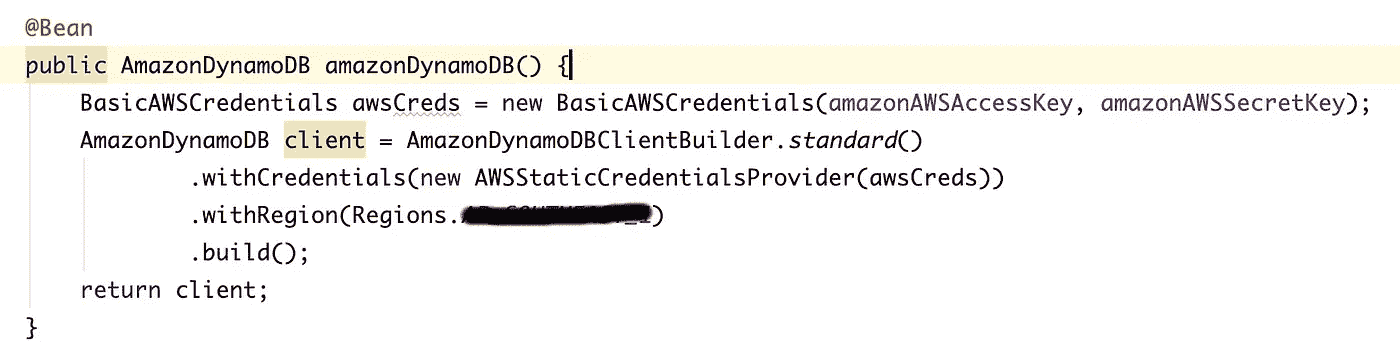 @Bean
public AmazonDynamoDB amazonDynamoDB() {
BasicAWSCredentials awsCreds = new BasicAWSCredentials(amazonAWSAccessKey, amazonAWSSecretKey);
AmazonDynamoDB client = AmazonDynamoDBClientBuilder.standard()
.withCredentials(new AWSStaticCredentialsProvider(awsCreds))
.withRegion(Regions.)
.build();
return client;
}